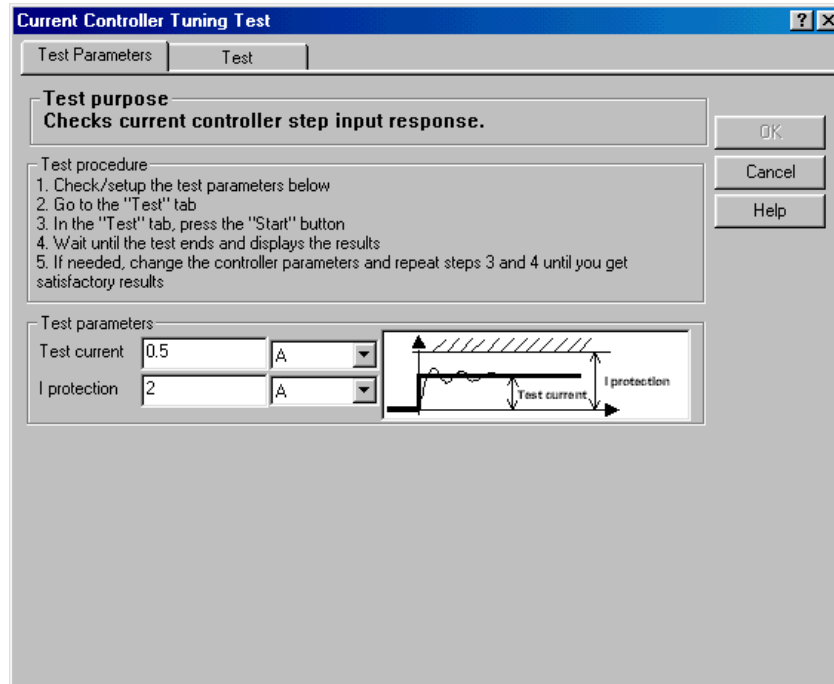 Current Controller Tuning Test
Test Parameters
Test
Test purpose
Checks current controller step input response.
OK
Cancel
Help
Test procedure
1. Check/setup the test parameters below
2. Go to the "Test" tab
3. In the "Test" tab, press the "Start" button
4. Wait until the test ends and displays the results
5. If needed, change the controller parameters and repeat steps 3 and 4 until you get
satisfactory results
Test parameters
Test current 0.5 A
I protection 2 A
I protection
Test current